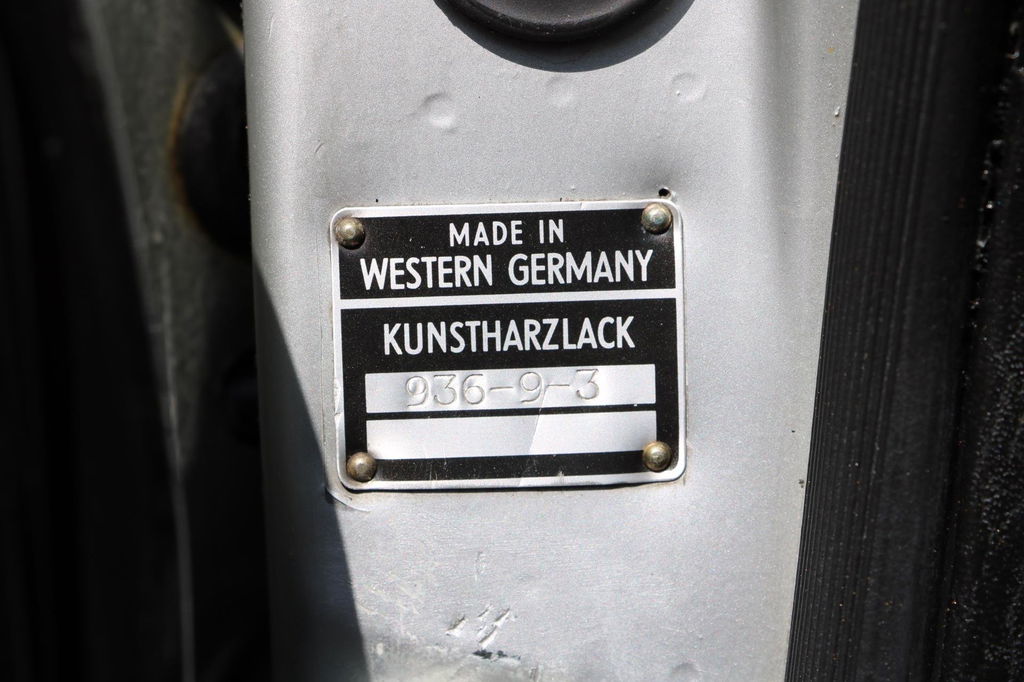 MADE IN
WESTERN GERMANY
KUNSTHARZLACK
936-9-3